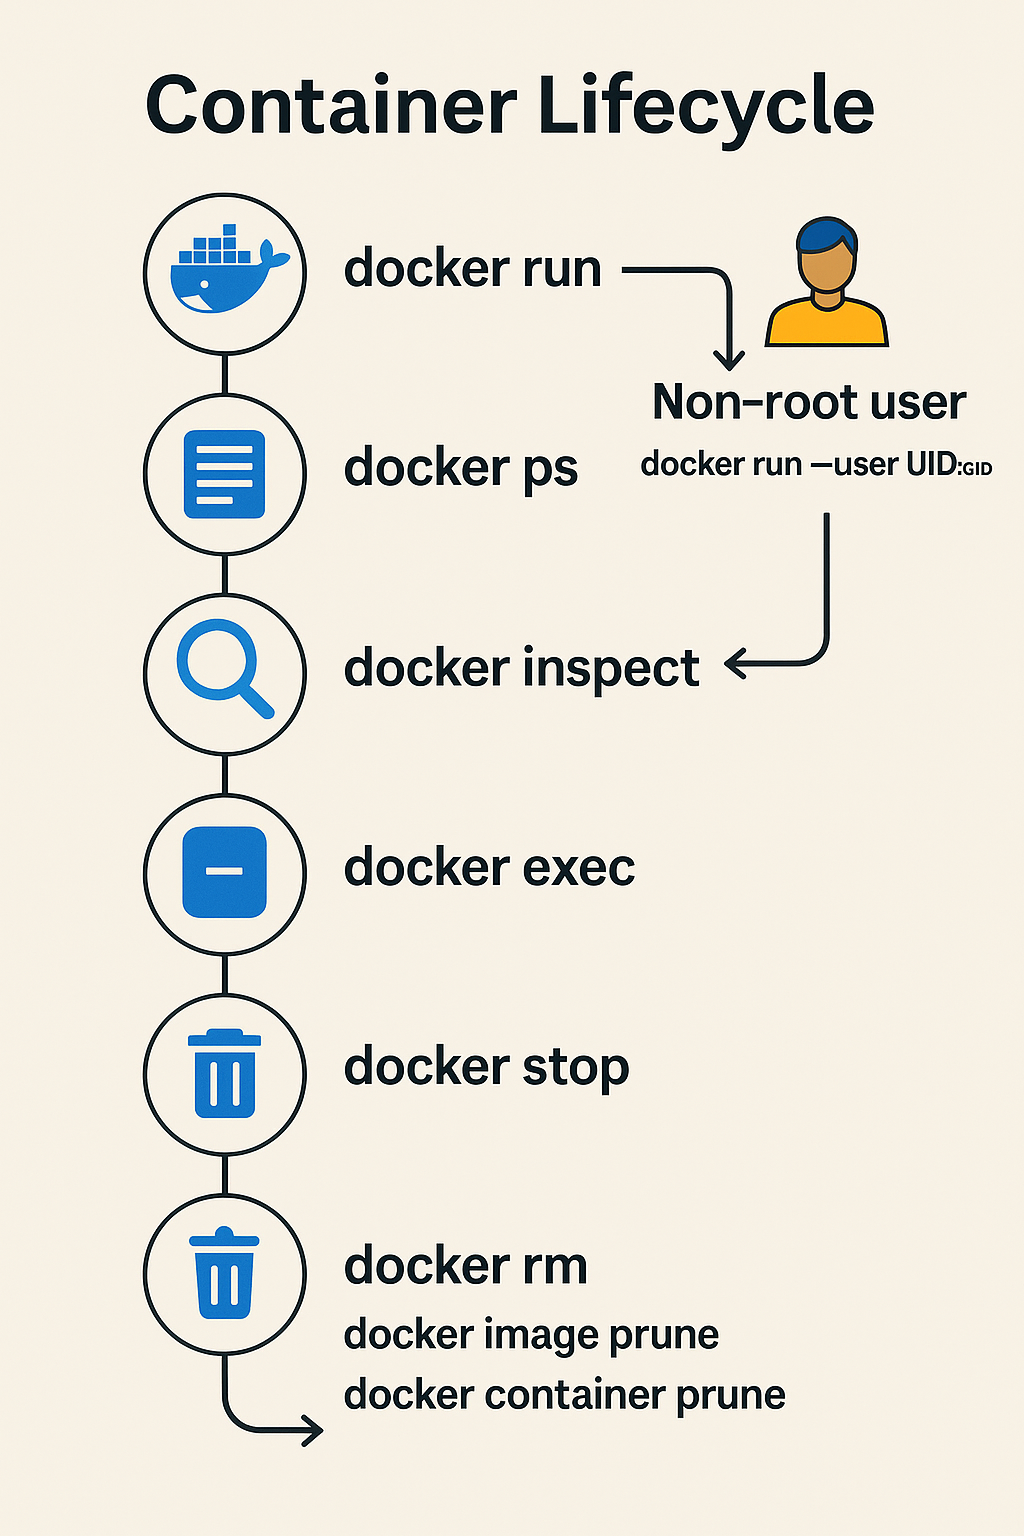 Container Lifecycle
docker run
Non-root user
docker run —user UID:GID
docker ps
docker inspect
docker exec
docker stop
docker rm
docker image prune
docker container prune